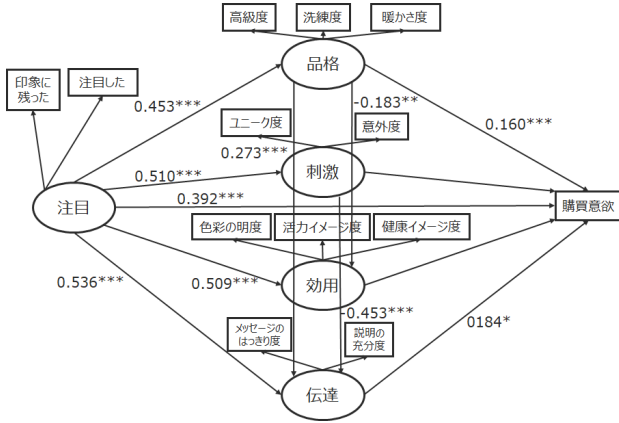 高級度
洗練度
暖かさ度
品格
印象に
残った
注目した
0.453***
-0.183**
0.160***
ユニーク度
意外度
0.273***
刺激
0.510***
0.392***
注目
購買意欲
色彩の明度
活力イメージ度
健康イメージ度
0.536***
0.509***
効用
-0.453***
0184*
メッセージの
はっきり度
説明の
充分度
伝達